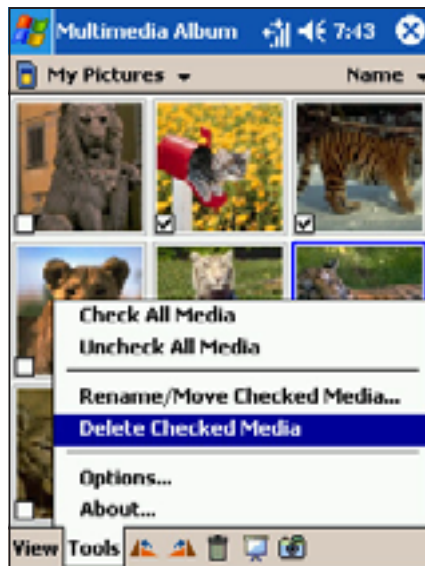 Multimedia Album 7:43
My Pictures Name
Check All Media
Uncheck All Media
Rename/Move Checked Media...
Delete Checked Media
Options...
About...
View Tools